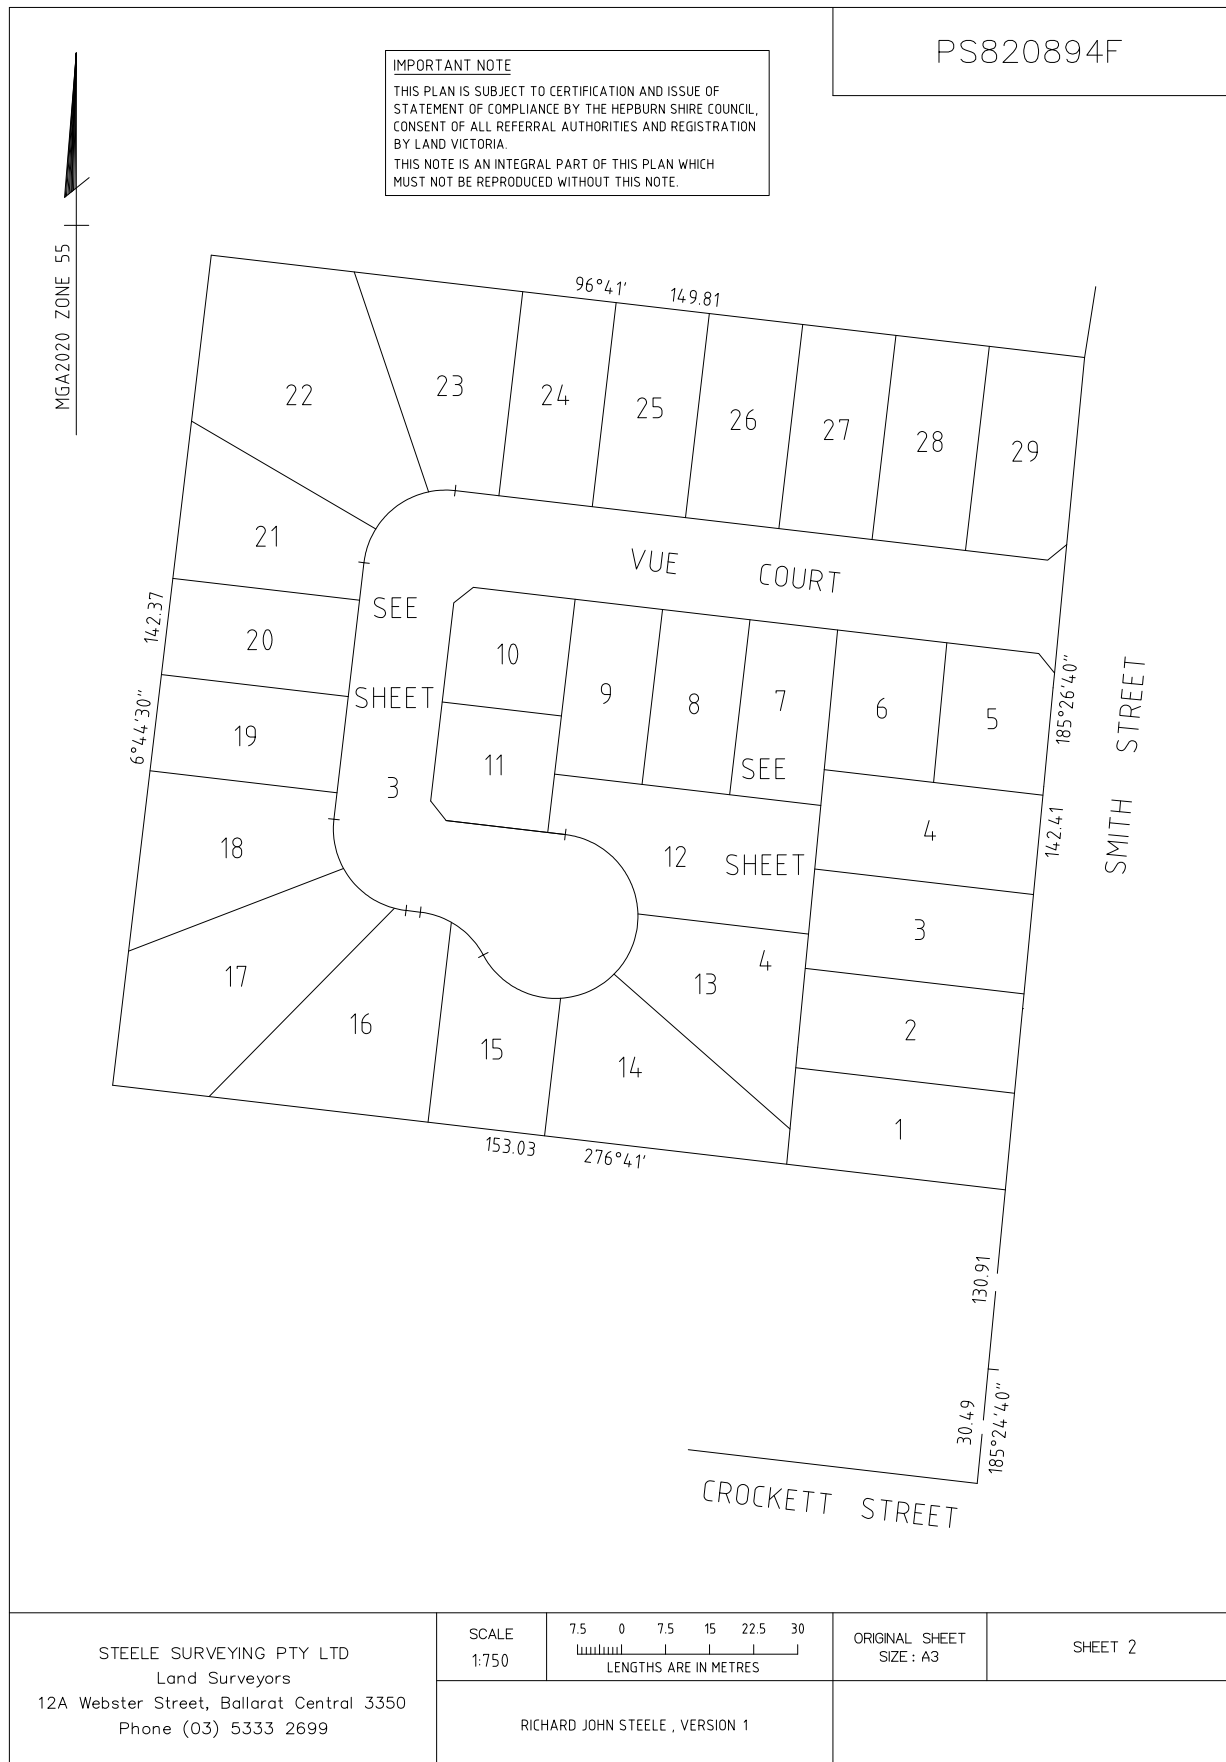 PS820894F
IMPORTANT NOTE
THIS PLAN IS SUBJECT TO CERTIFICATION AND ISSUE OF
STATEMENT OF COMPLIANCE BY THE HEPBURN SHIRE COUNCIL,
CONSENT OF ALL REFERRAL AUTHORITIES AND REGISTRATION
BY LAND VICTORIA.
THIS NOTE IS AN INTEGRAL PART OF THIS PLAN WHICH
MUST NOT BE REPRODUCED WITHOUT THIS NOTE.
MGA2020 ZONE 55
96°41' 149.81
22
23
24
25
26
27
28
29
21
VUE COURT
SEE
20
142.37
10
SHEET
9
8
7
6
5
185°26'40"
SMITH STREET
6°44'30"
19
11
SEE
3
4
142.41
18
12
SHEET
3
17
13
4
16
15
14
2
1
153.03 276°41'
130.91
30.49
185°24'40"
CROCKETT STREET
STEELE SURVEYING PTY LTD
Land Surveyors
12A Webster Street, Ballarat Central 3350
Phone (03) 5333 2699
SCALE
1:750
7.5 0 7.5 15 22.5 30
LENGTHS ARE IN METRES
ORIGINAL SHEET
SIZE : A3
SHEET 2
RICHARD JOHN STEELE , VERSION 1